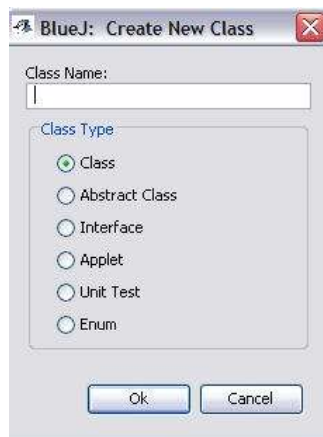 BlueJ: Create New Class
Class Name:
Class Type
Class
Abstract Class
Interface
Applet
Unit Test
Enum
Ok
Cancel